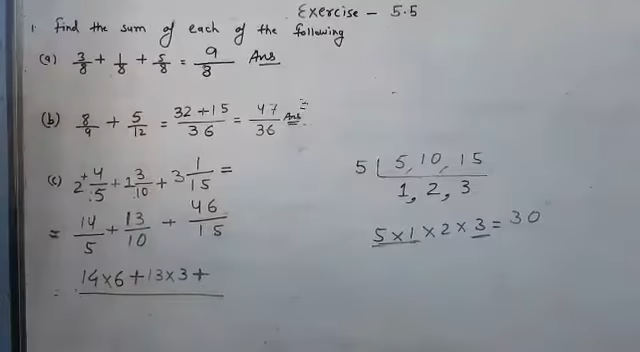 Exercise - 5.5
1. Find the sum of each of the following
(a) 3/8 + 1/8 + 5/8 = 9/8 Ans
(b) 8/9 + 5/12 = 32+15/36 = 47/36 Ans
(c) 2 4/5 + 1 3/10 + 3 1/15 =
= 14/5 + 13/10 + 46/15
= 14×6+13×3+
5 | 5, 10, 15
1, 2, 3
5×1×2×3=30